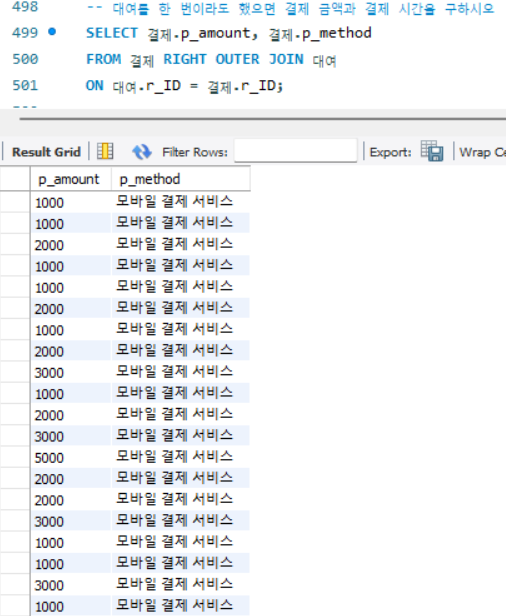 498 -- 대여를 한 번이라도 했으면 결제 금액과 결제 시간을 구하시오
499 SELECT 결제.p_amount, 결제.p_method
500 FROM 결제 RIGHT OUTER JOIN 대여
501 ON 대여.r_ID = 결제.r_ID;
Result Grid Filter Rows: Export: Wrap Ce
p_amount p_method
1000 모바일 결제 서비스
1000 모바일 결제 서비스
2000 모바일 결제 서비스
1000 모바일 결제 서비스
1000 모바일 결제 서비스
2000 모바일 결제 서비스
1000 모바일 결제 서비스
2000 모바일 결제 서비스
3000 모바일 결제 서비스
1000 모바일 결제 서비스
2000 모바일 결제 서비스
3000 모바일 결제 서비스
5000 모바일 결제 서비스
2000 모바일 결제 서비스
2000 모바일 결제 서비스
3000 모바일 결제 서비스
1000 모바일 결제 서비스
1000 모바일 결제 서비스
3000 모바일 결제 서비스
1000 모바일 결제 서비스